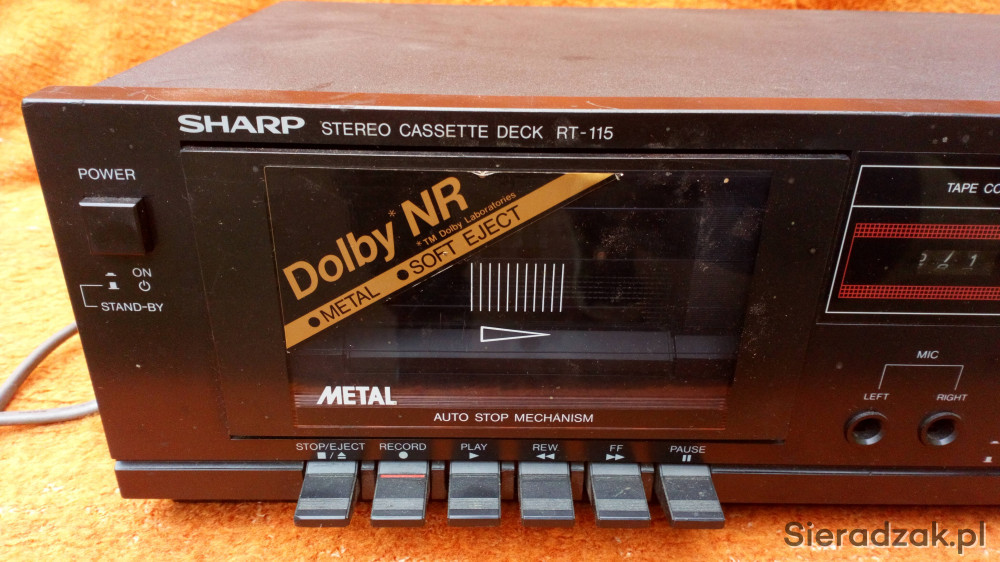 SHARP STEREO CASSETTE DECK RT-115
POWER
ON
STAND-BY
Dolby* NR
*TM Dolby Laboratories
● METAL ● SOFT EJECT
METAL
AUTO STOP MECHANISM
TAPE CO
MIC
LEFT RIGHT
STOP/EJECT RECORD PLAY REW FF PAUSE
Sieradzak.pl